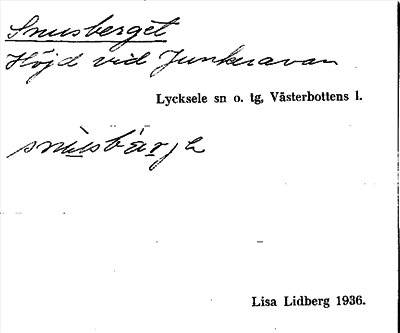 Snusberget
Höjd vid Junkeravan
Lycksele sn o. tg, Västerbottens l.
Lisa Lidberg 1936.